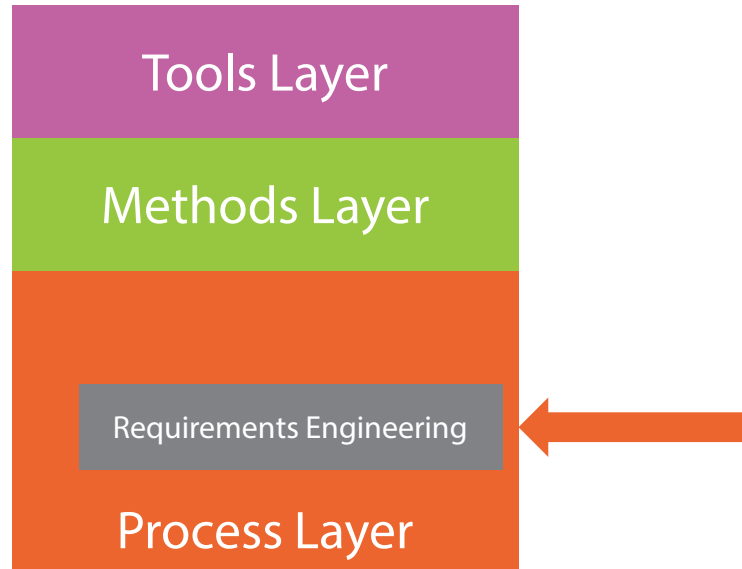 Tools Layer
Methods Layer
Requirements Engineering
Process Layer